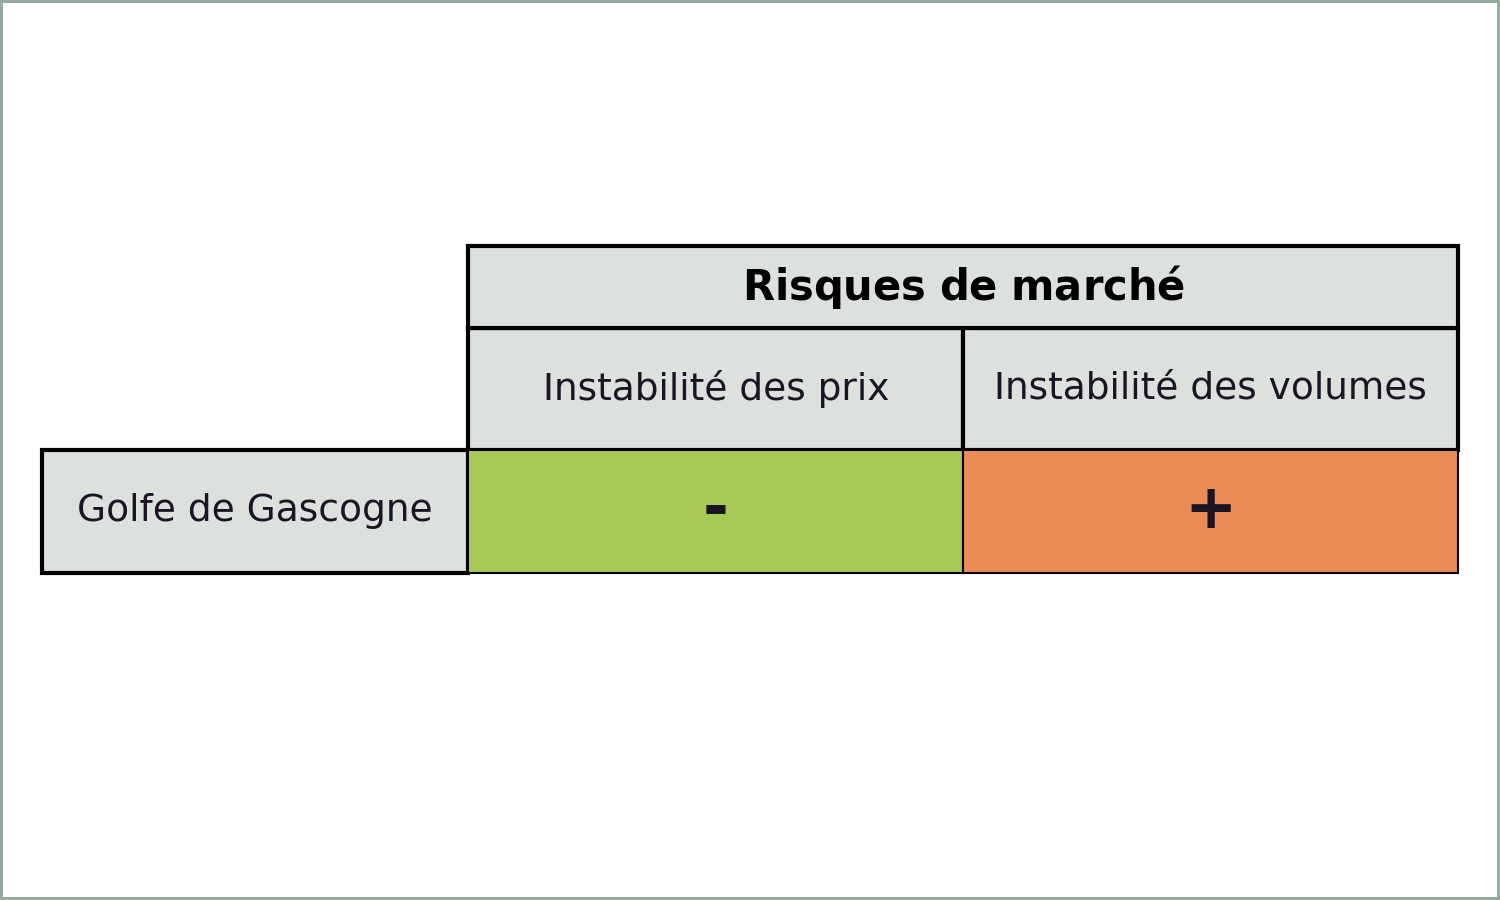 Risques de marché
Instabilité des prix
Instabilité des volumes
Golfe de Gascogne
-
+